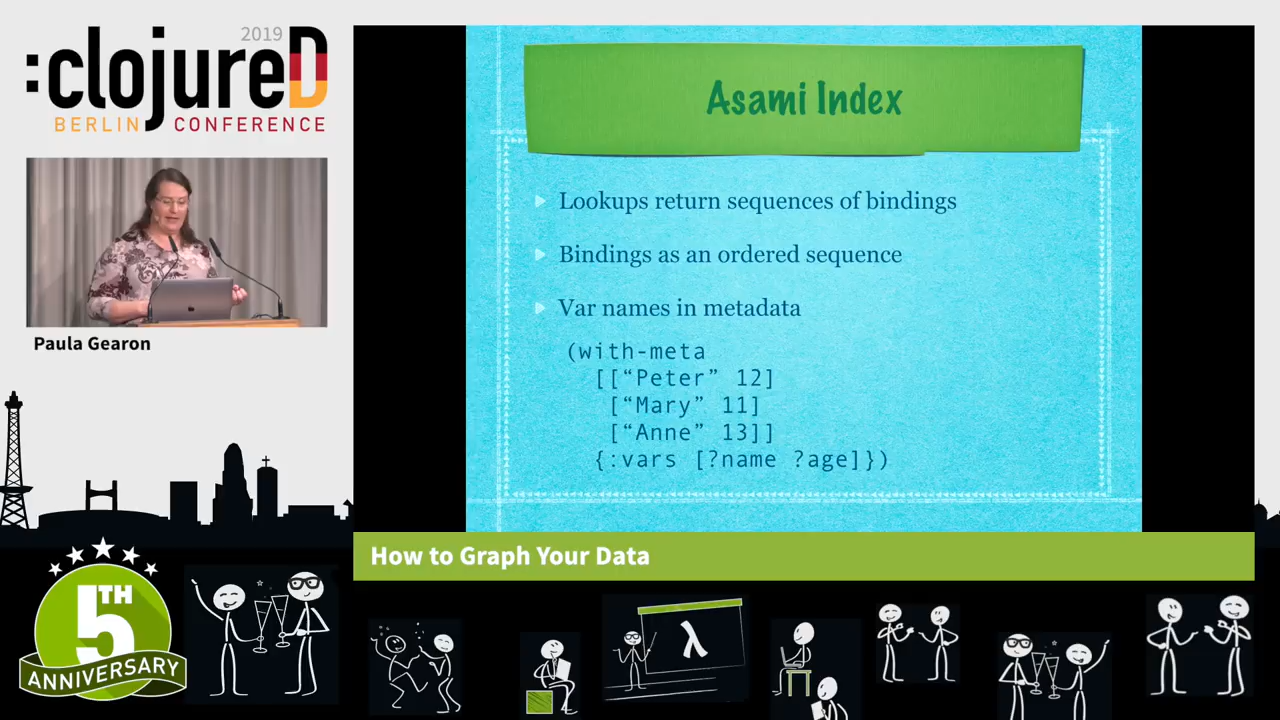 2019
:clojureD
BERLIN CONFERENCE
Paula Gearon
Asami Index
Lookups return sequences of bindings
Bindings as an ordered sequence
Var names in metadata
(with-meta
[[“Peter” 12]
[“Mary” 11]
[“Anne” 13]]
{:vars [?name ?age]})
How to Graph Your Data
5TH
ANNIVERSARY
λ